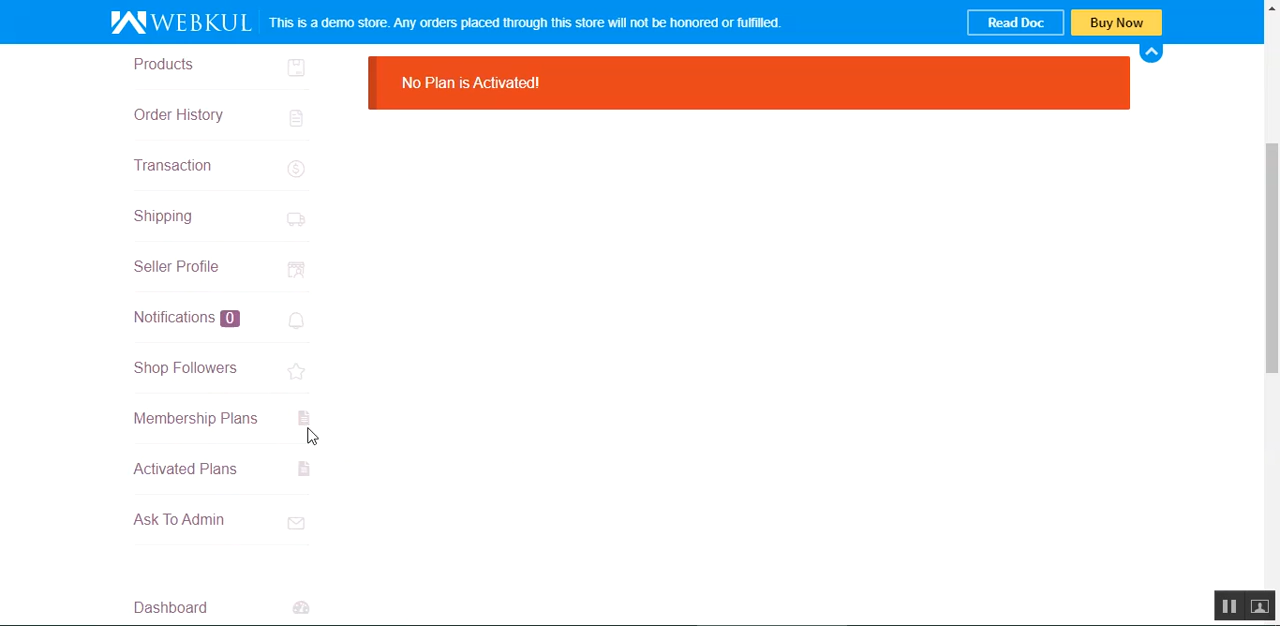 WEBKUL
This is a demo store. Any orders placed through this store will not be honored or fulfilled.
Read Doc
Buy Now
Products
No Plan is Activated!
Order History
Transaction
Shipping
Seller Profile
Notifications 0
Shop Followers
Membership Plans
Activated Plans
Ask To Admin
Dashboard